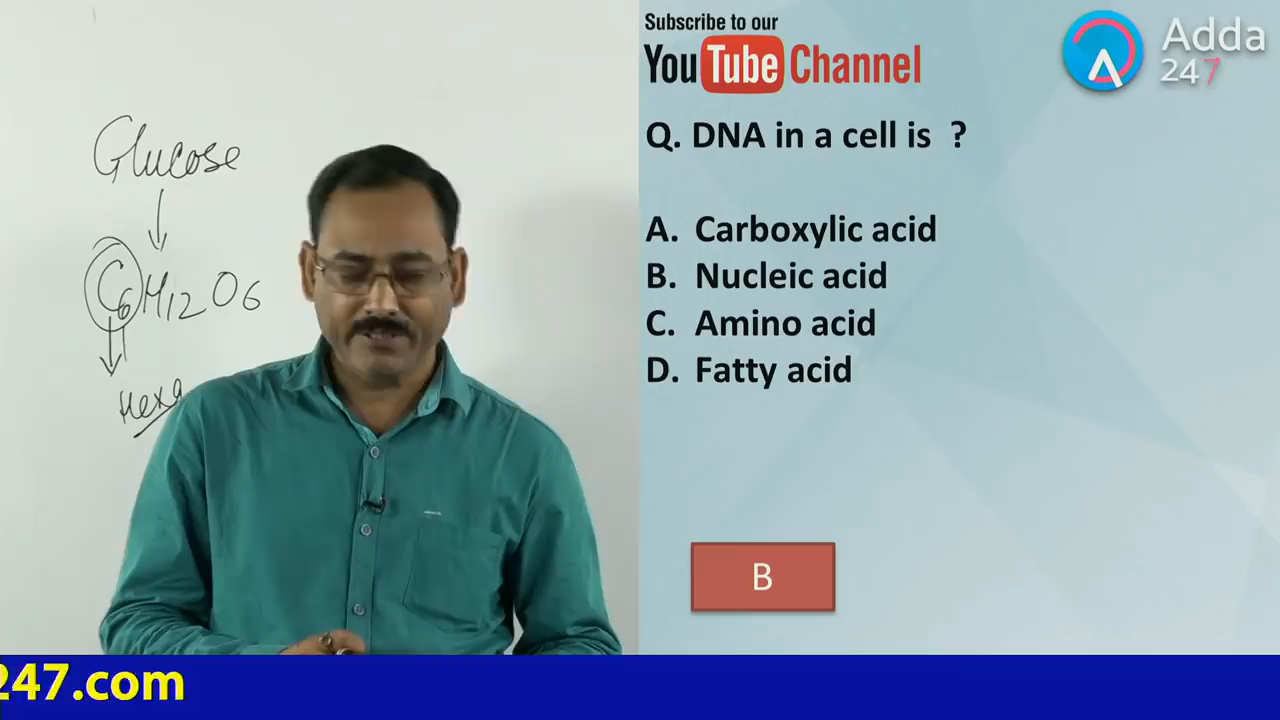 Glucose
C6H12O6
Hexa
Subscribe to our
YouTube Channel
Adda
247
Q. DNA in a cell is ?
A. Carboxylic acid
B. Nucleic acid
C. Amino acid
D. Fatty acid
B
247.com